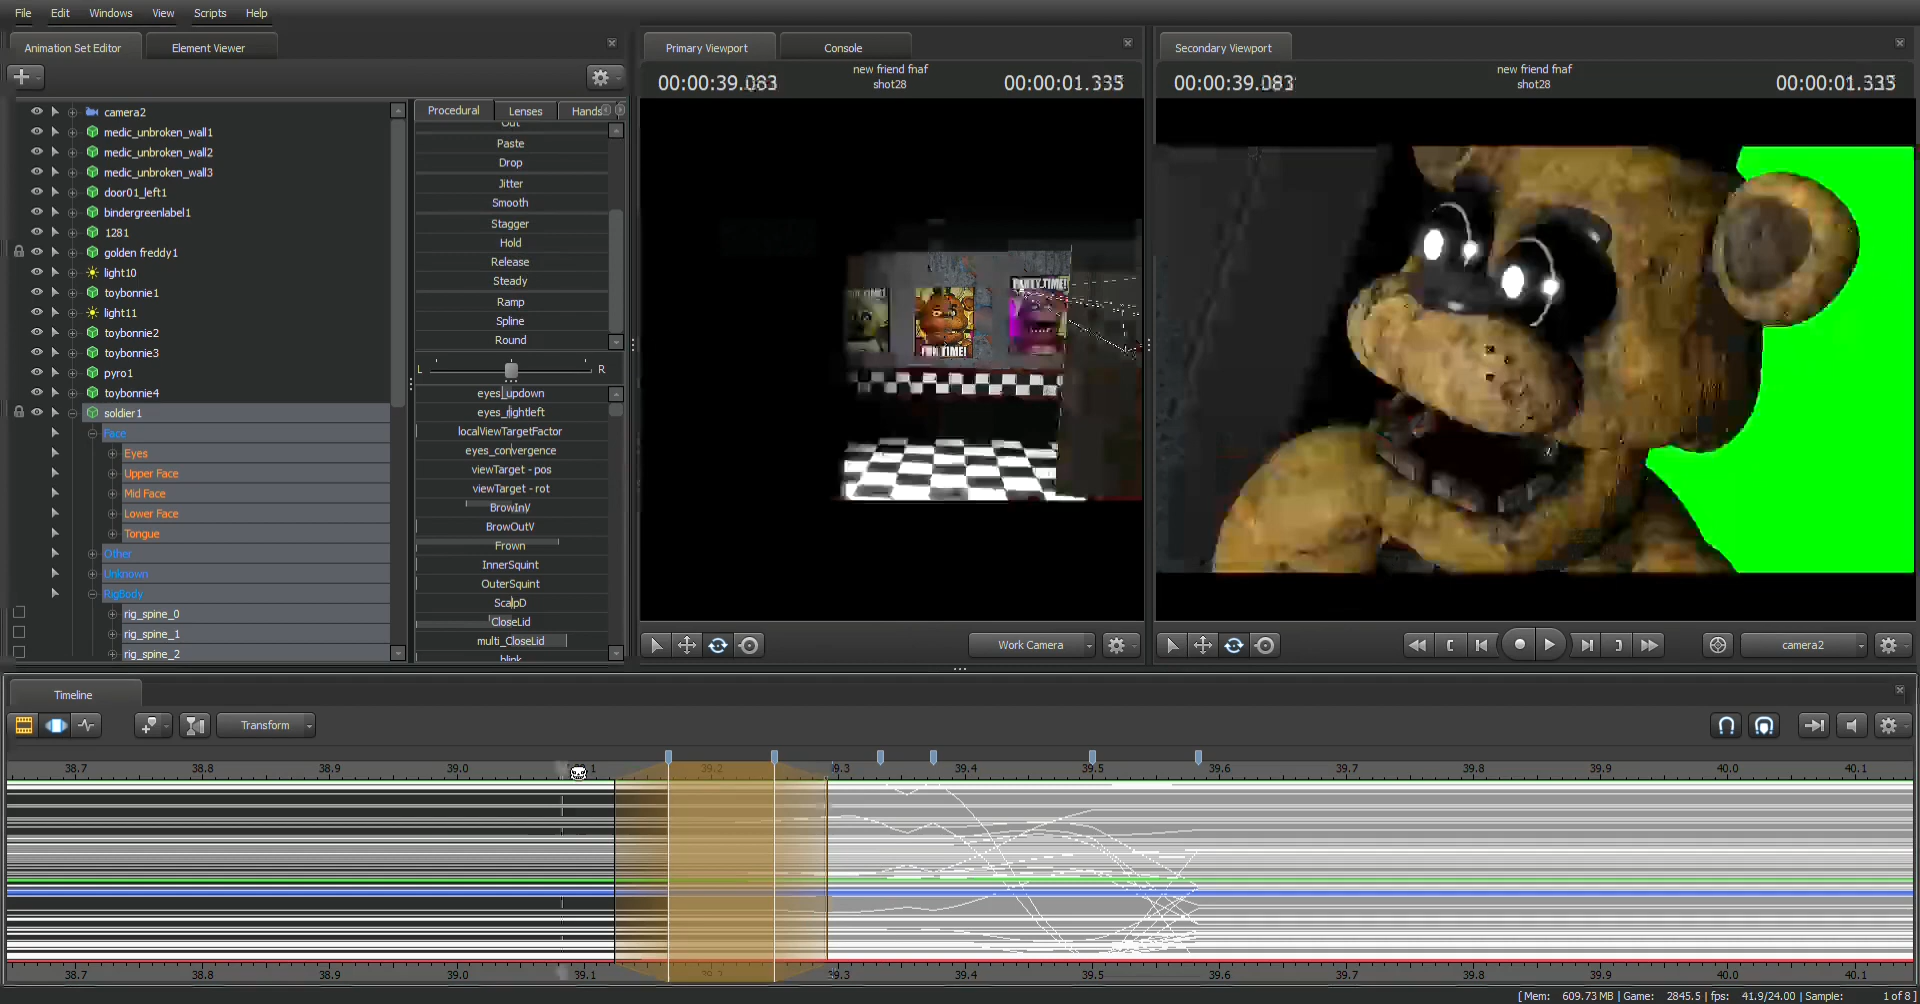 File Edit Windows View Scripts Help
Animation Set Editor Element Viewer
camera2
medic_unbroken_wall1
medic_unbroken_wall2
medic_unbroken_wall3
door01_left1
bindergreenlabel1
1281
golden freddy1
light10
toybonnie1
light11
toybonnie2
toybonnie3
pyro1
toybonnie4
soldier1
Face
Eyes
Upper Face
Mid Face
Lower Face
Tongue
Other
Unknown
RigBody
rig_spine_0
rig_spine_1
rig_spine_2
Procedural Lenses Hands
Out
Paste
Drop
Jitter
Smooth
Stagger
Hold
Release
Steady
Ramp
Spline
Round
L R
eyes_updown
eyes_rightleft
localViewTargetFactor
eyes_convergence
viewTarget - pos
viewTarget - rot
BrowInV
BrowOutV
Frown
InnerSquint
OuterSquint
ScalpD
CloseLid
multi_CloseLid
blink
Primary Viewport Console
00:00:39.083 new friend fnaf 00:00:01.335
shot28
PARTY TIME!
FUN TIME!
Work Camera
Secondary Viewport
00:00:39.083 new friend fnaf 00:00:01.335
shot28
camera2
Timeline
Transform
38.7 38.8 38.9 39.0 39.2 39.3 39.4 39.5 39.6 39.7 39.8 39.9 40.0 40.1
38.7 38.8 38.9 39.0 39.1 39.2 39.3 39.4 39.5 39.6 39.7 39.8 39.9 40.0 40.1
[ Mem: 609.73 MB | Game: 2845.5 | fps: 41.9/24.00 | Sample: 1 of 8 ]